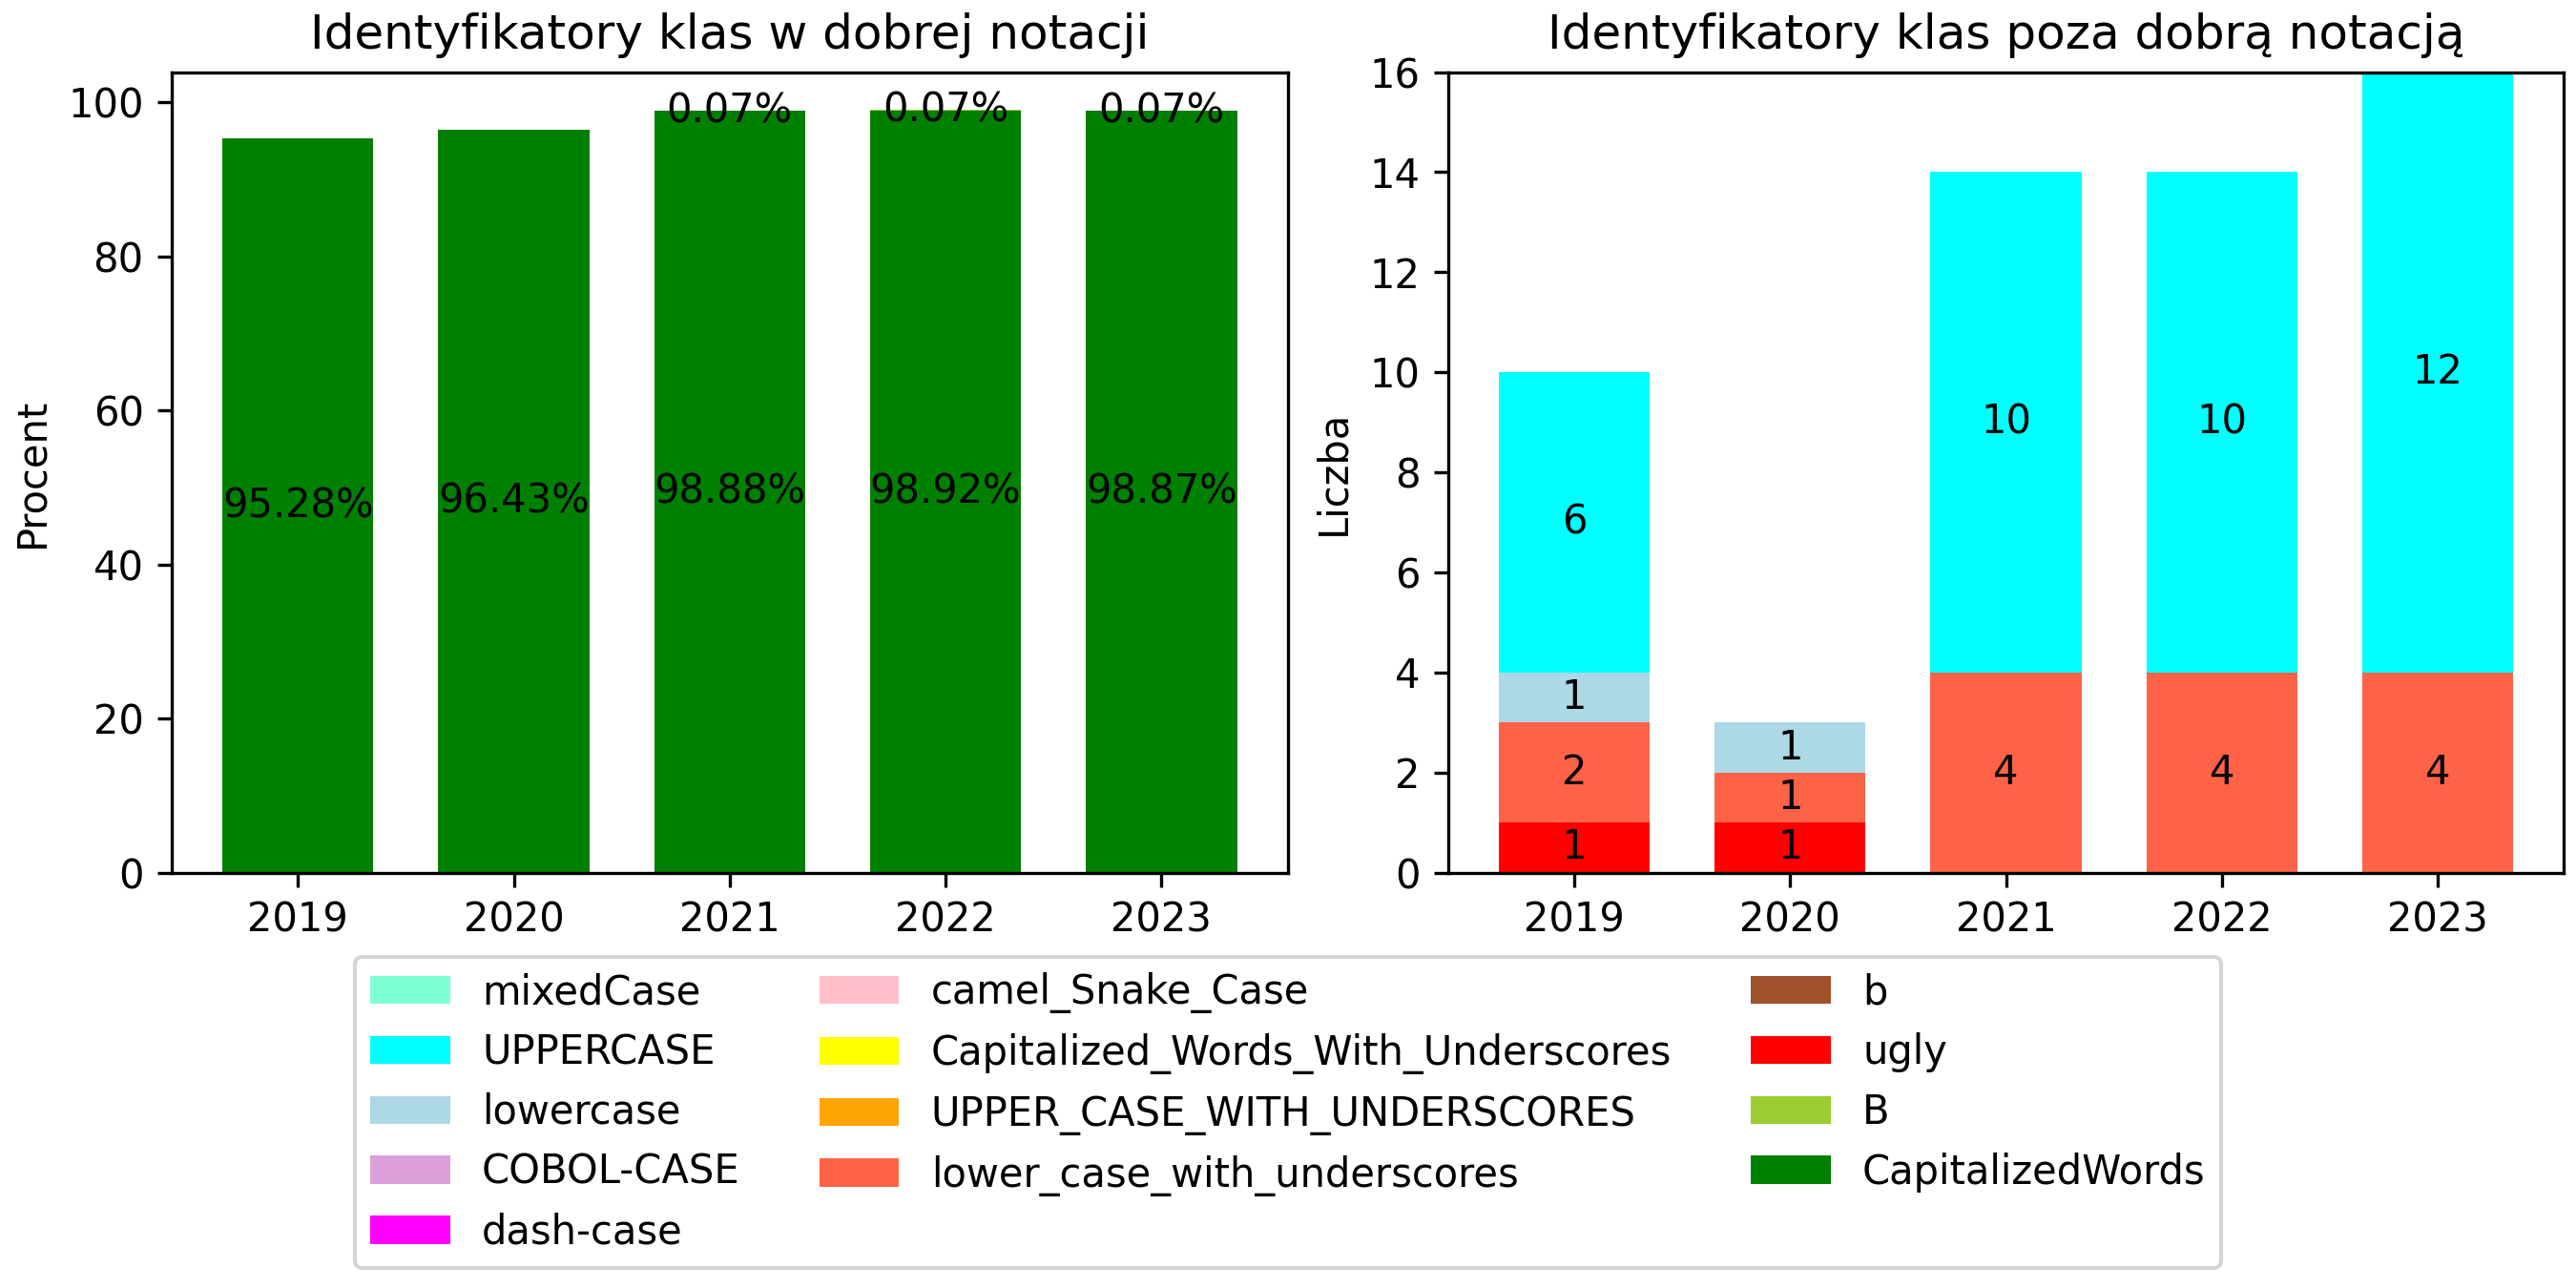 Identyfikatory klas w dobrej notacji
Procent
100
80
60
40
20
0
0.07%
0.07%
0.07%
95.28%
96.43%
98.88%
98.92%
98.87%
2019
2020
2021
2022
2023
Identyfikatory klas poza dobrą notacją
Liczba
16
14
12
10
8
6
4
2
0
6
1
2
1
1
1
1
10
4
10
4
12
4
2019
2020
2021
2022
2023
mixedCase
UPPERCASE
lowercase
COBOL-CASE
dash-case
camel_Snake_Case
Capitalized_Words_With_Underscores
UPPER_CASE_WITH_UNDERSCORES
lower_case_with_underscores
b
ugly
B
CapitalizedWords